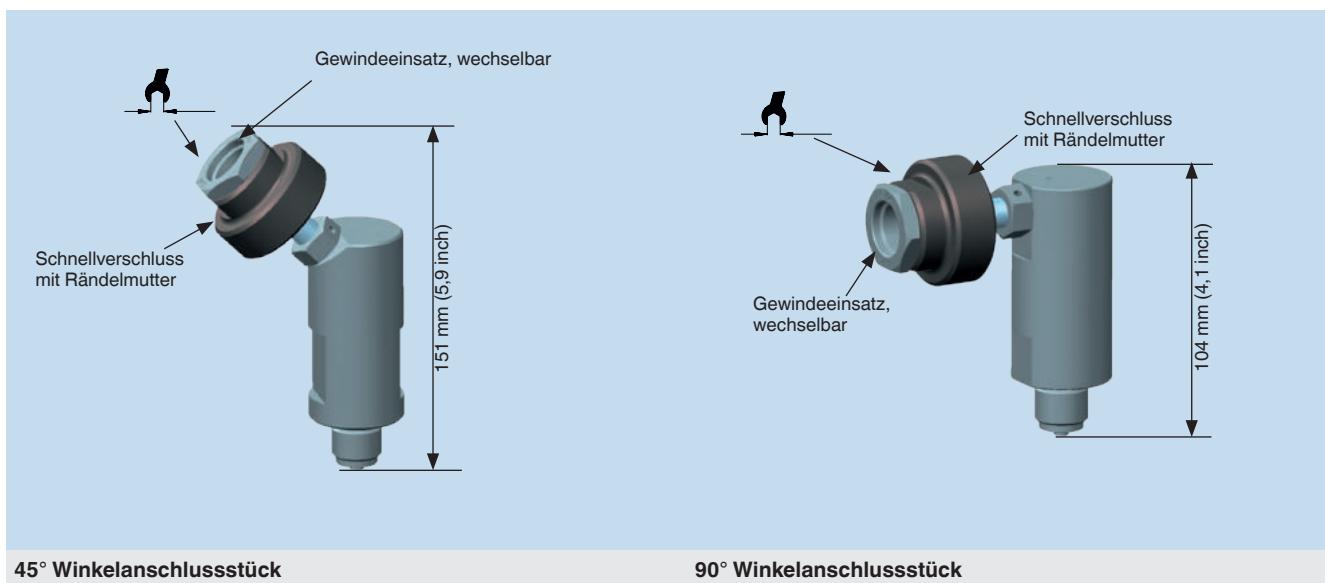 Gewindeeinsatz, wechselbar
Schnellverschluss
mit Rändelmutter
151 mm (5,9 inch)
45° Winkelanschlussstück
Schnellverschluss
mit Rändelmutter
Gewindeeinsatz,
wechselbar
104 mm (4,1 inch)
90° Winkelanschlussstück